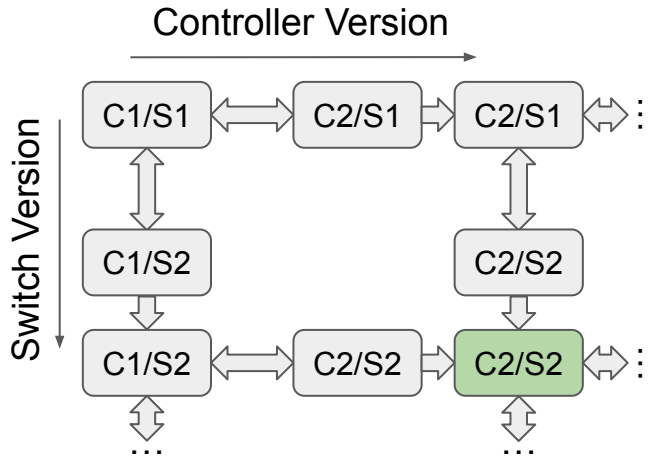 Controller Version
Switch Version
C1/S1
C2/S1
C2/S1
...
C1/S2
C2/S2
C1/S2
C2/S2
C2/S2
...
...
...